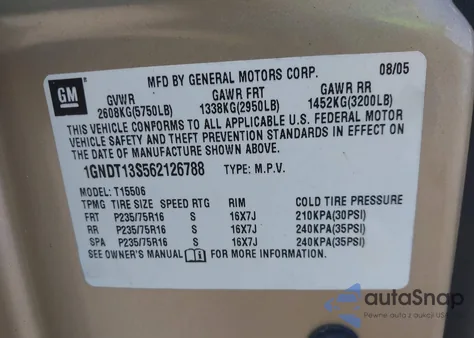 GM
MFD BY GENERAL MOTORS CORP. 08/05
GVWR GAWR FRT GAWR RR
2608KG(5750LB) 1338KG(2950LB) 1452KG(3200LB)
THIS VEHICLE CONFORMS TO ALL APPLICABLE U.S. FEDERAL MOTOR
VEHICLE SAFETY AND THEFT PREVENTION STANDARDS IN EFFECT ON
THE DATE OF MANUFACTURE SHOWN ABOVE.
1GNDT13S562126788 TYPE: M.P.V.
MODEL: T15506
TPMG TIRE SIZE SPEED RTG RIM COLD TIRE PRESSURE
FRT P235/75R16 S 16X7J 210KPA(30PSI)
RR P235/75R16 S 16X7J 240KPA(35PSI)
SPA P235/75R16 S 16X7J 240KPA(35PSI)
SEE OWNER'S MANUAL FOR MORE INFORMATION.
autoSnap
Pewne auta z aukcji USA